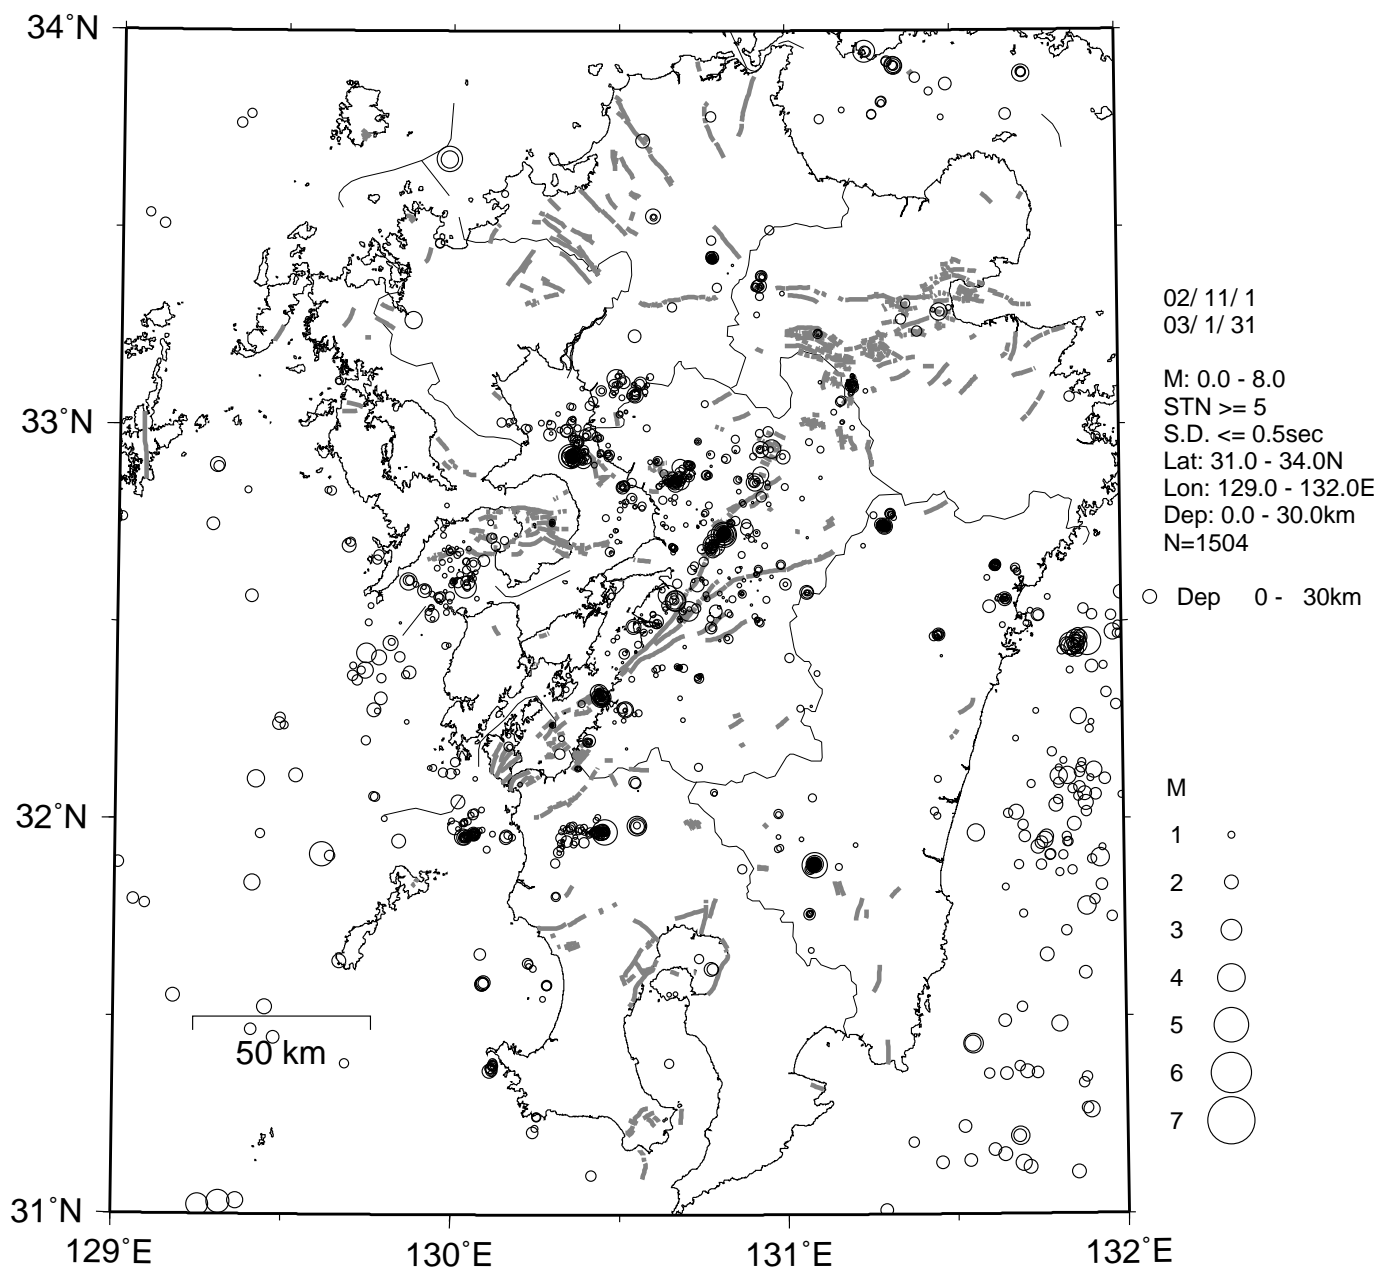 34°N
33°N
32°N
31°N
129°E
130°E
131°E
132°E
50 km
02/ 11/ 1
03/ 1/ 31
M: 0.0 - 8.0
STN >= 5
S.D. <= 0.5sec
Lat: 31.0 - 34.0N
Lon: 129.0 - 132.0E
Dep: 0.0 - 30.0km
N=1504
Dep 0 - 30km
M
1
2
3
4
5
6
7